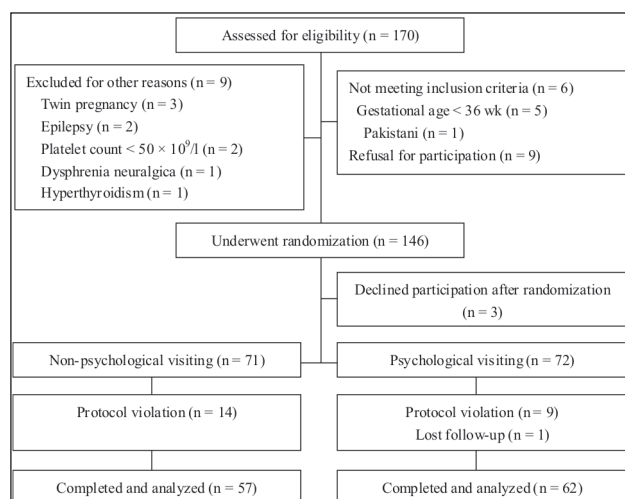 Assessed for eligibility (n = 170)
Excluded for other reasons (n = 9)
Twin pregnancy (n = 3)
Epilepsy (n = 2)
Platelet count < 50 × 10⁹/l (n = 2)
Dysphrenia neuralgica (n = 1)
Hyperthyroidism (n = 1)
Not meeting inclusion criteria (n = 6)
Gestational age < 36 wk (n = 5)
Pakistani (n = 1)
Refusal for participation (n = 9)
Underwent randomization (n = 146)
Declined participation after randomization
(n = 3)
Non-psychological visiting (n = 71)
Psychological visiting (n = 72)
Protocol violation (n = 14)
Protocol violation (n = 9)
Lost follow-up (n = 1)
Completed and analyzed (n = 57)
Completed and analyzed (n = 62)